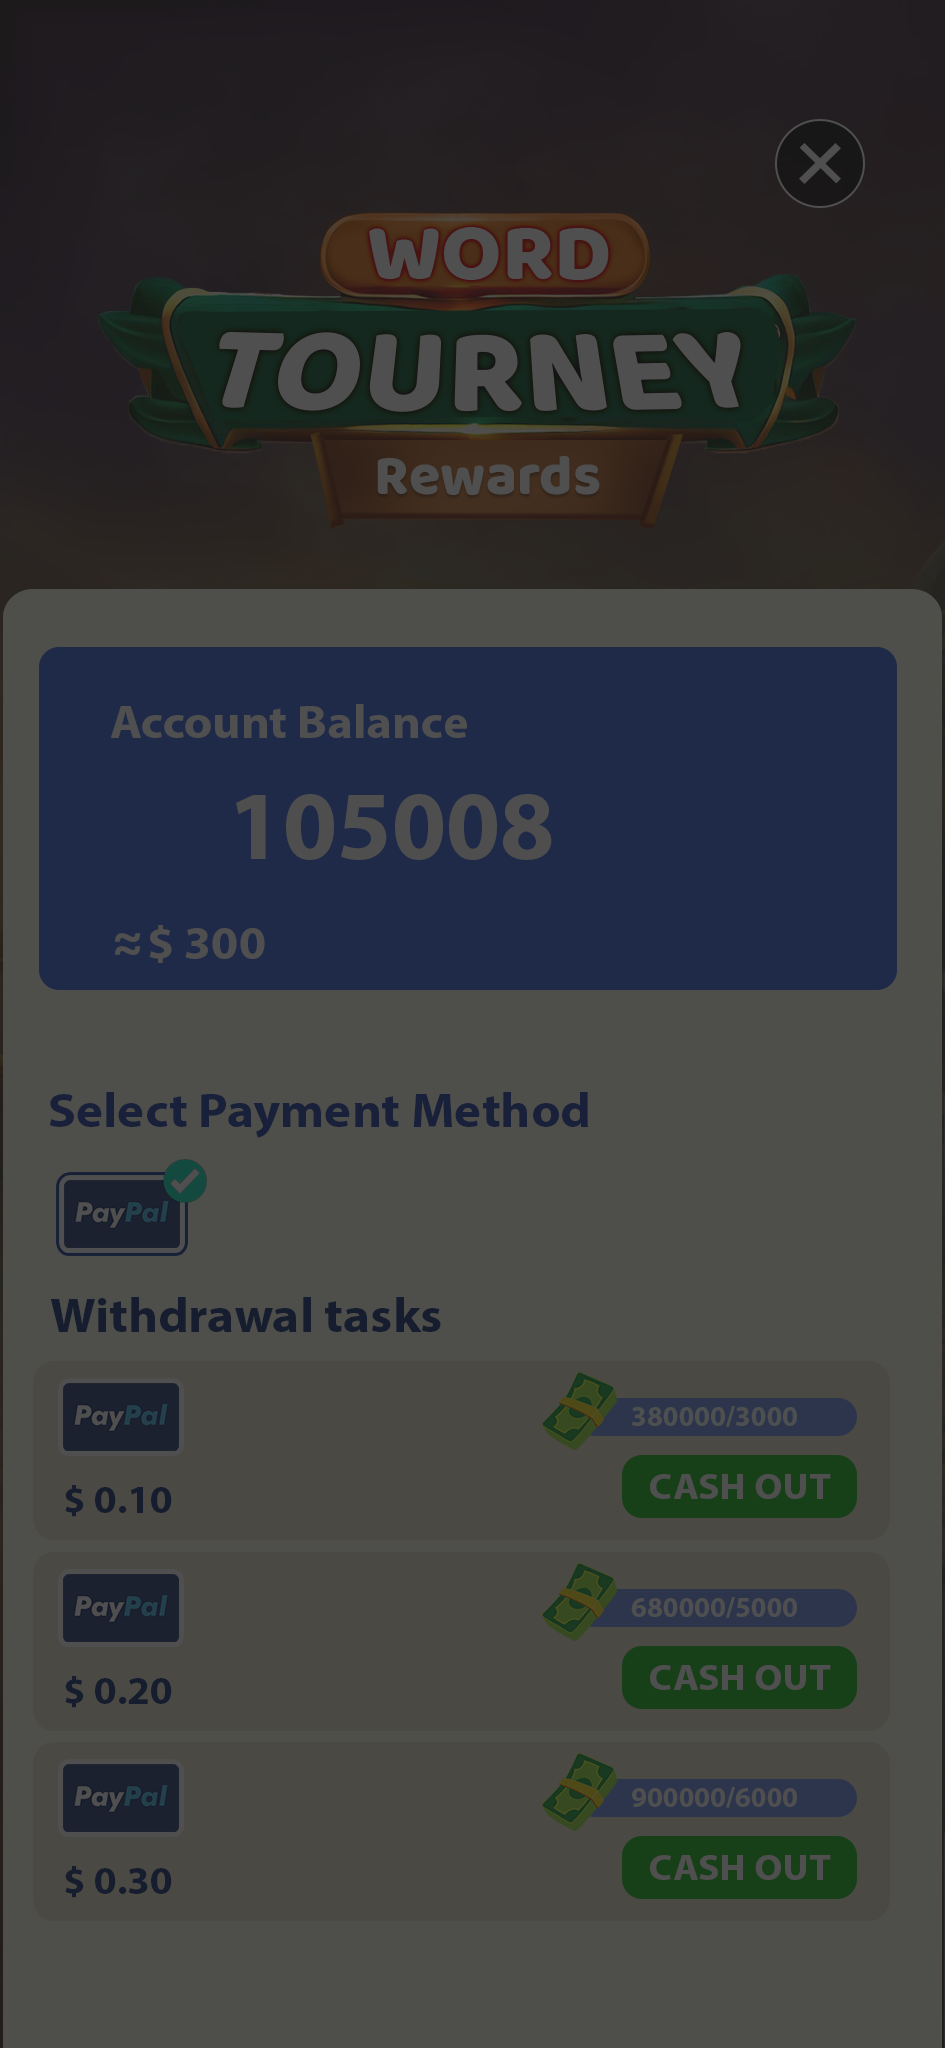 WORD
TOURNEY
Rewards
Account Balance
105008
≈$ 300
Select Payment Method
PayPal
Withdrawal tasks
PayPal
380000/3000
$ 0.10
CASH OUT
PayPal
680000/5000
$ 0.20
CASH OUT
PayPal
900000/6000
$ 0.30
CASH OUT